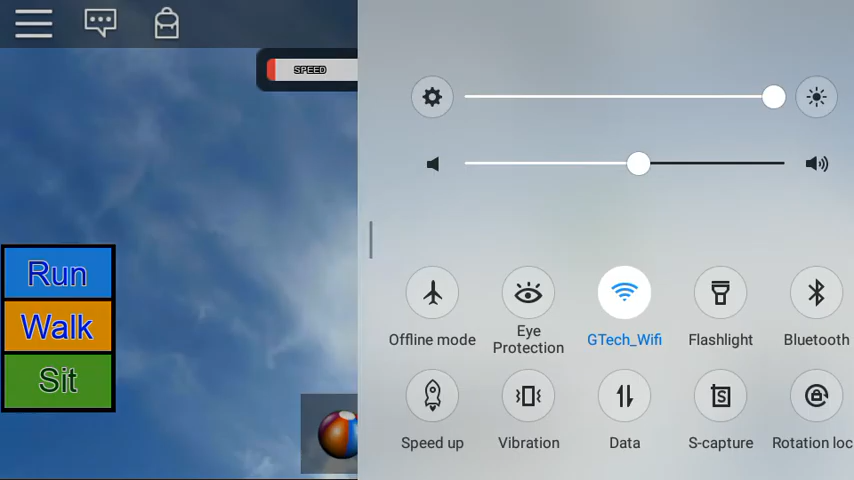 SPEED
Run
Walk
Sit
Offline mode
Eye
Protection
GTech_Wifi
Flashlight
Bluetooth
Speed up
Vibration
Data
S-capture
Rotation loc